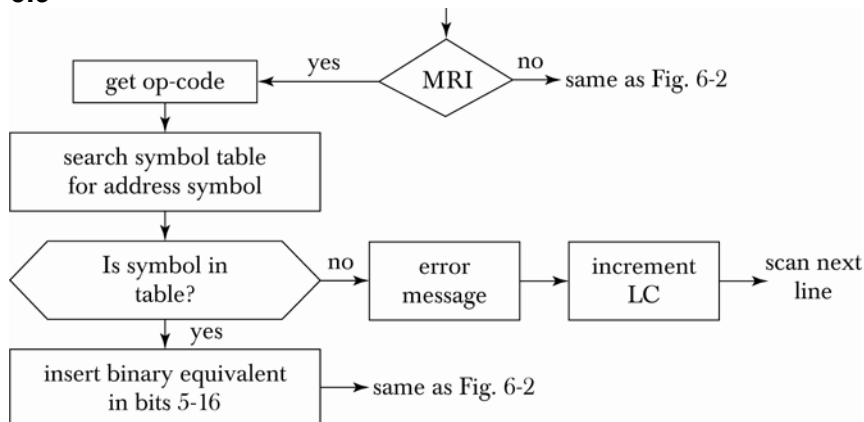 yes
no
get op-code
MRI
same as Fig. 6-2
search symbol table
for address symbol
Is symbol in
table?
no
error
message
increment
LC
scan next
line
yes
insert binary equivalent
in bits 5-16
same as Fig. 6-2